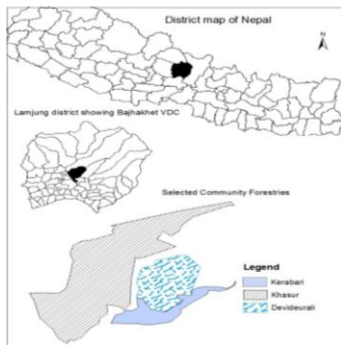 District map of Nepal
N
Lamjung district showing Bajhakhet VDC
Selected Community Forestries
Legend
Kerabari
Khasur
Devideurali